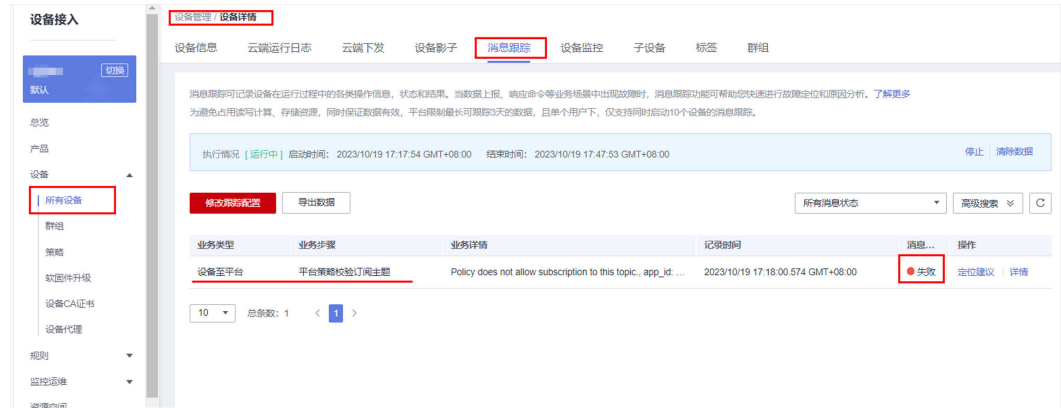 设备接入
切换
默认
总览
产品
设备
所有设备
群组
策略
软固件升级
设备CA证书
设备代理
规则
监控运维
资源空间
设备管理 / 设备详情
设备信息 云端运行日志 云端下发 设备影子 消息跟踪 设备监控 子设备 标签 群组
消息跟踪可记录设备在运行过程中的各类操作信息，状态和结果。当数据上报、响应命令等业务场景中出现故障时，消息跟踪功能可帮助您快速进行故障定位和原因分析。了解更多
为避免占用读写计算、存储资源，同时保证数据有效，平台限制最长可跟踪3天的数据，且单个用户下，仅支持同时启动10个设备的消息跟踪。
执行情况 [ 运行中 ] 启动时间： 2023/10/19 17:17:54 GMT+08:00 结束时间： 2023/10/19 17:47:53 GMT+08:00 停止 清除数据
修改跟踪配置 导出数据 所有消息状态 高级搜索
业务类型 业务步骤 业务详情 记录时间 消息... 操作
设备至平台 平台策略校验订阅主题 Policy does not allow subscription to this topic., app_id: ... 2023/10/19 17:18:00.574 GMT+08:00 失败 定位建议 详情
10 总条数：1 < 1 >